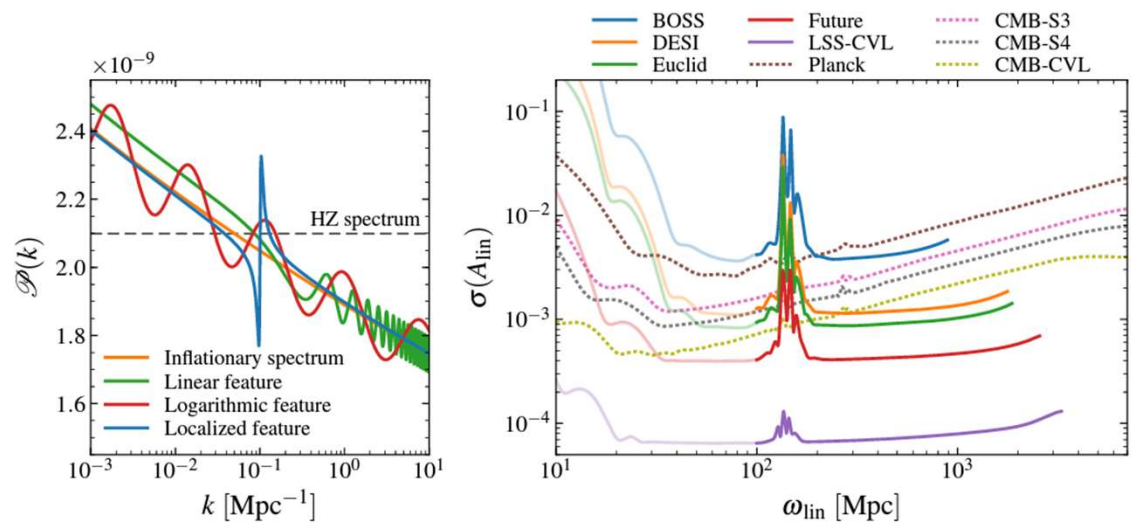 BOSS
DESI
Euclid
Future
LSS-CVL
Planck
CMB-S3
CMB-S4
CMB-CVL
×10⁻⁹
2.4
2.2
2.0
1.8
1.6
𝒫(k)
HZ spectrum
Inflationary spectrum
Linear feature
Logarithmic feature
Localized feature
10⁻³
10⁻²
10⁻¹
10⁰
10¹
k [Mpc⁻¹]
10⁻¹
10⁻²
10⁻³
10⁻⁴
σ(A_lin)
10¹
10²
10³
ω_lin [Mpc]